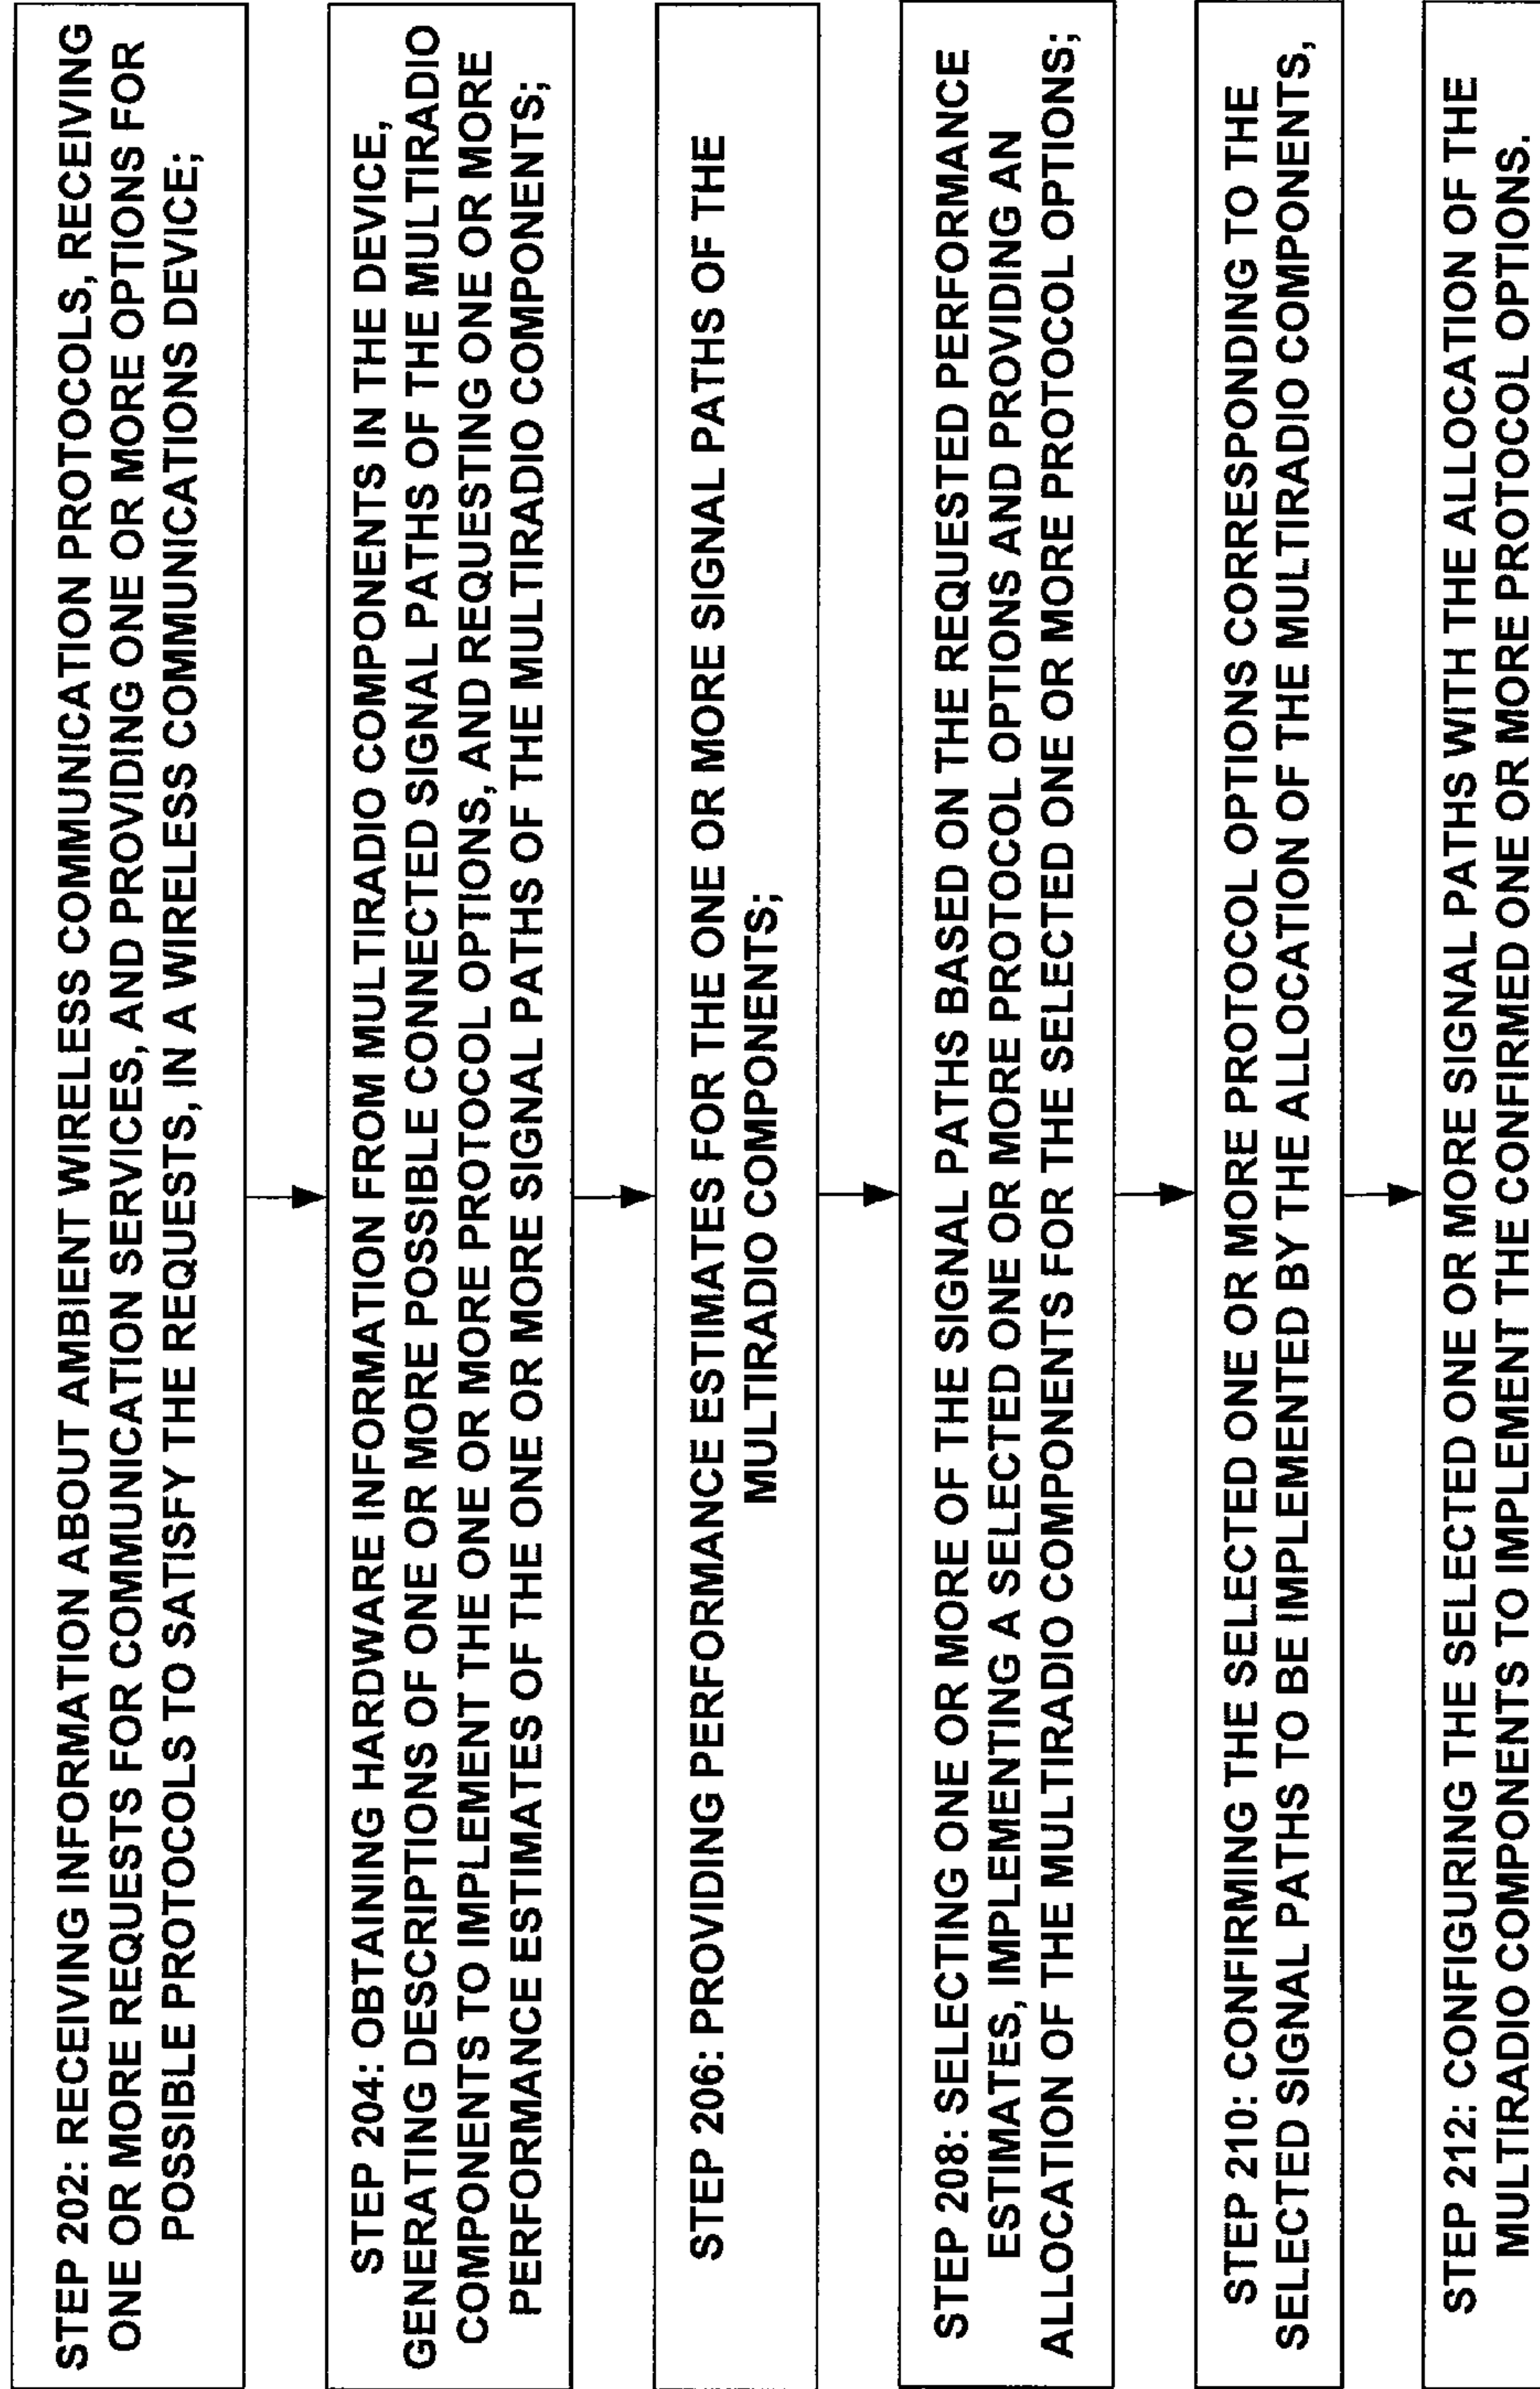 STEP 202: RECEIVING INFORMATION ABOUT AMBIENT WIRELESS COMMUNICATION PROTOCOLS, RECEIVING
ONE OR MORE REQUESTS FOR COMMUNICATION SERVICES, AND PROVIDING ONE OR MORE OPTIONS FOR
POSSIBLE PROTOCOLS TO SATISFY THE REQUESTS, IN A WIRELESS COMMUNICATIONS DEVICE;
STEP 204: OBTAINING HARDWARE INFORMATION FROM MULTIRADIO COMPONENTS IN THE DEVICE,
GENERATING DESCRIPTIONS OF ONE OR MORE POSSIBLE CONNECTED SIGNAL PATHS OF THE MULTIRADIO
COMPONENTS TO IMPLEMENT THE ONE OR MORE PROTOCOL OPTIONS, AND REQUESTING ONE OR MORE
PERFORMANCE ESTIMATES OF THE ONE OR MORE SIGNAL PATHS OF THE MULTIRADIO COMPONENTS;
STEP 206: PROVIDING PERFORMANCE ESTIMATES FOR THE ONE OR MORE SIGNAL PATHS OF THE
MULTIRADIO COMPONENTS;
STEP 208: SELECTING ONE OR MORE OF THE SIGNAL PATHS BASED ON THE REQUESTED PERFORMANCE
ESTIMATES, IMPLEMENTING A SELECTED ONE OR MORE PROTOCOL OPTIONS AND PROVIDING AN
ALLOCATION OF THE MULTIRADIO COMPONENTS FOR THE SELECTED ONE OR MORE PROTOCOL OPTIONS;
STEP 210: CONFIRMING THE SELECTED ONE OR MORE PROTOCOL OPTIONS CORRESPONDING TO THE
SELECTED SIGNAL PATHS TO BE IMPLEMENTED BY THE ALLOCATION OF THE MULTIRADIO COMPONENTS,
STEP 212: CONFIGURING THE SELECTED ONE OR MORE SIGNAL PATHS WITH THE ALLOCATION OF THE
MULTIRADIO COMPONENTS TO IMPLEMENT THE CONFIRMED ONE OR MORE PROTOCOL OPTIONS.